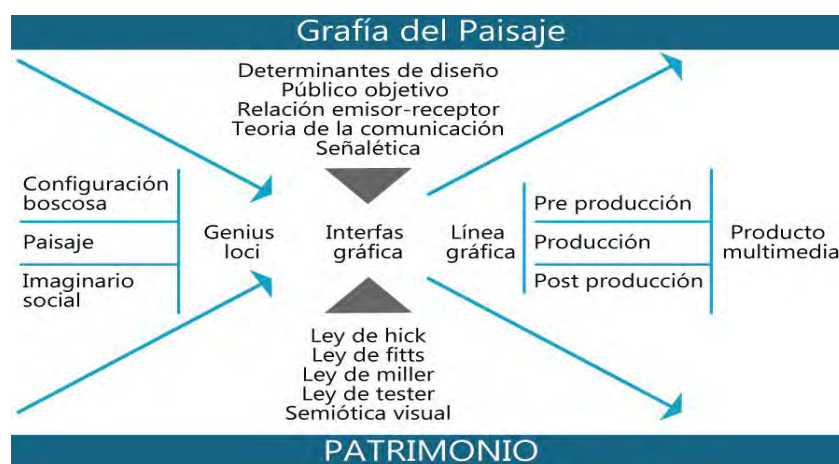 Grafía del Paisaje
Determinantes de diseño
Público objetivo
Relación emisor-receptor
Teoria de la comunicación
Señalética
Configuración
boscosa
Paisaje
Imaginario
social
Genius
loci
Interfas
gráfica
Línea
gráfica
Pre producción
Producción
Post producción
Producto
multimedia
Ley de hick
Ley de fitts
Ley de miller
Ley de tester
Semiótica visual
PATRIMONIO